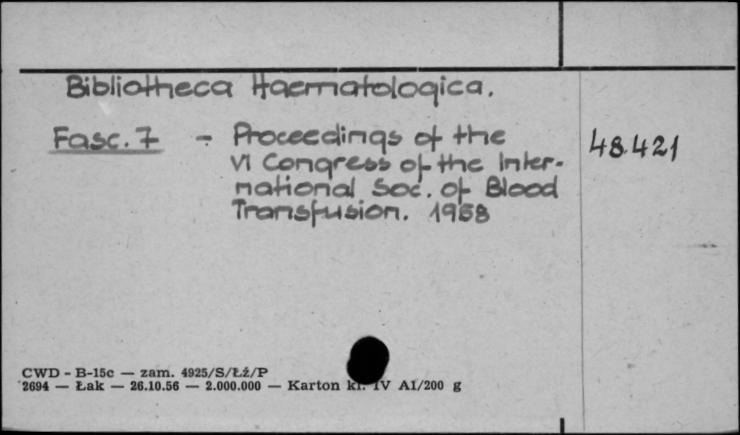 Bibliotheca Haematologica.
Fasc. 7 - Proceedings of the
VI Congress of the Inter-
national Soc. of Blood
Transfusion. 1958
48.421
CWD - B-15c — zam. 4925/S/Łź/P
2694 — Łak — 26.10.56 — 2.000.000 — Karton kl. IV A1/200 g